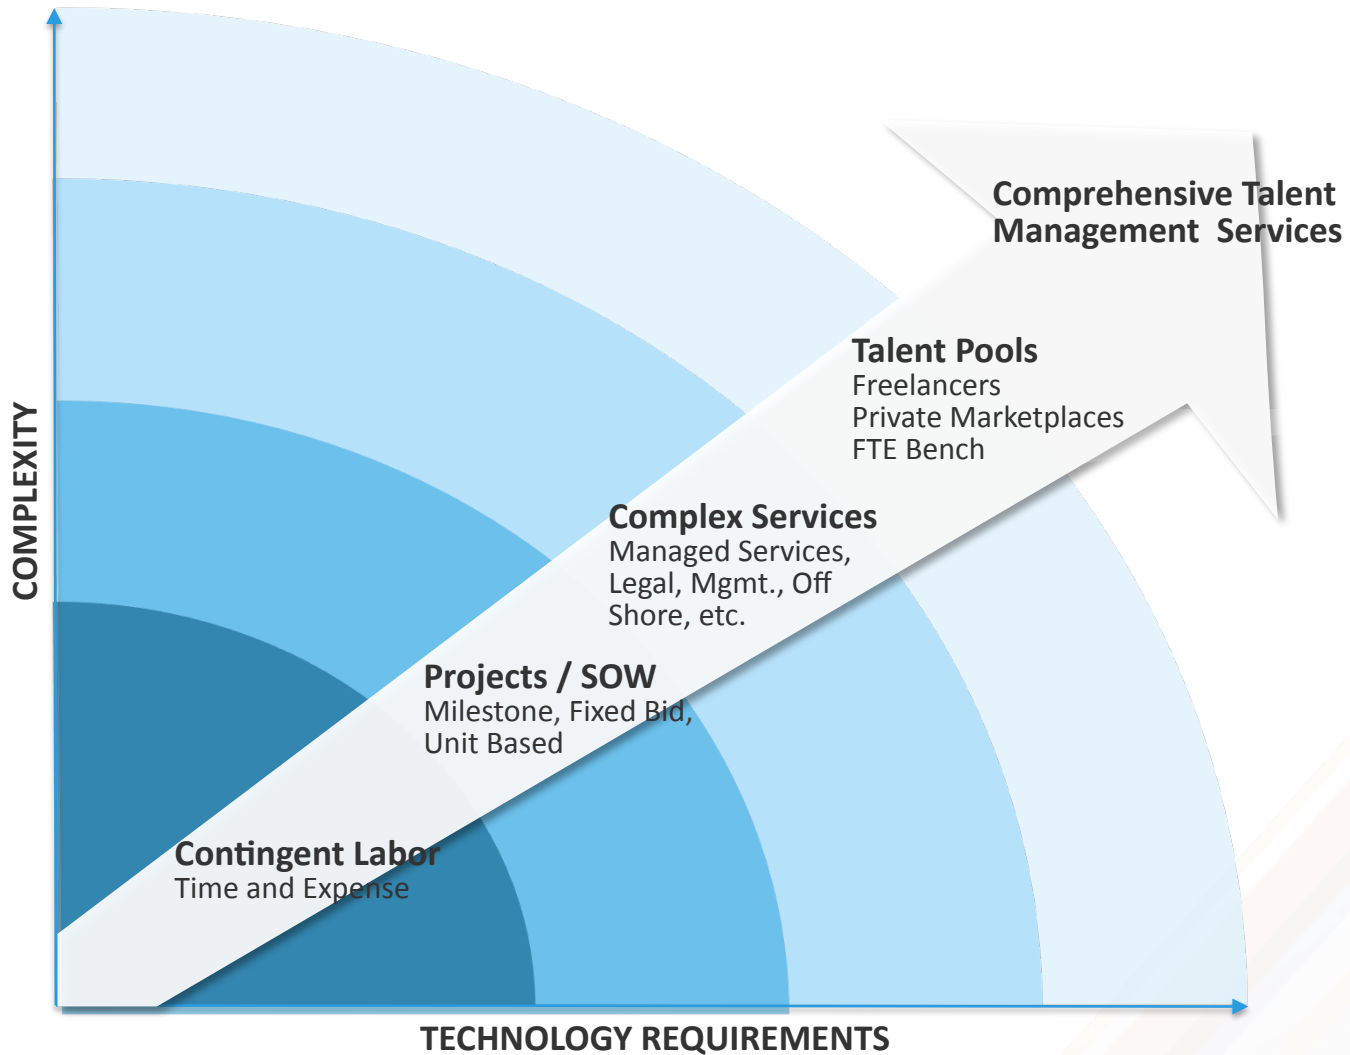 Comprehensive Talent
Management  Services
Talent Pools
Freelancers
Private Marketplaces
FTE Bench
Complex Services
Managed Services,
Legal, Mgmt., Off
Shore, etc.
Projects / SOW
Milestone, Fixed Bid,
Unit Based
Contingent Labor
Time and Expense
COMPLEXITY
TECHNOLOGY REQUIREMENTS